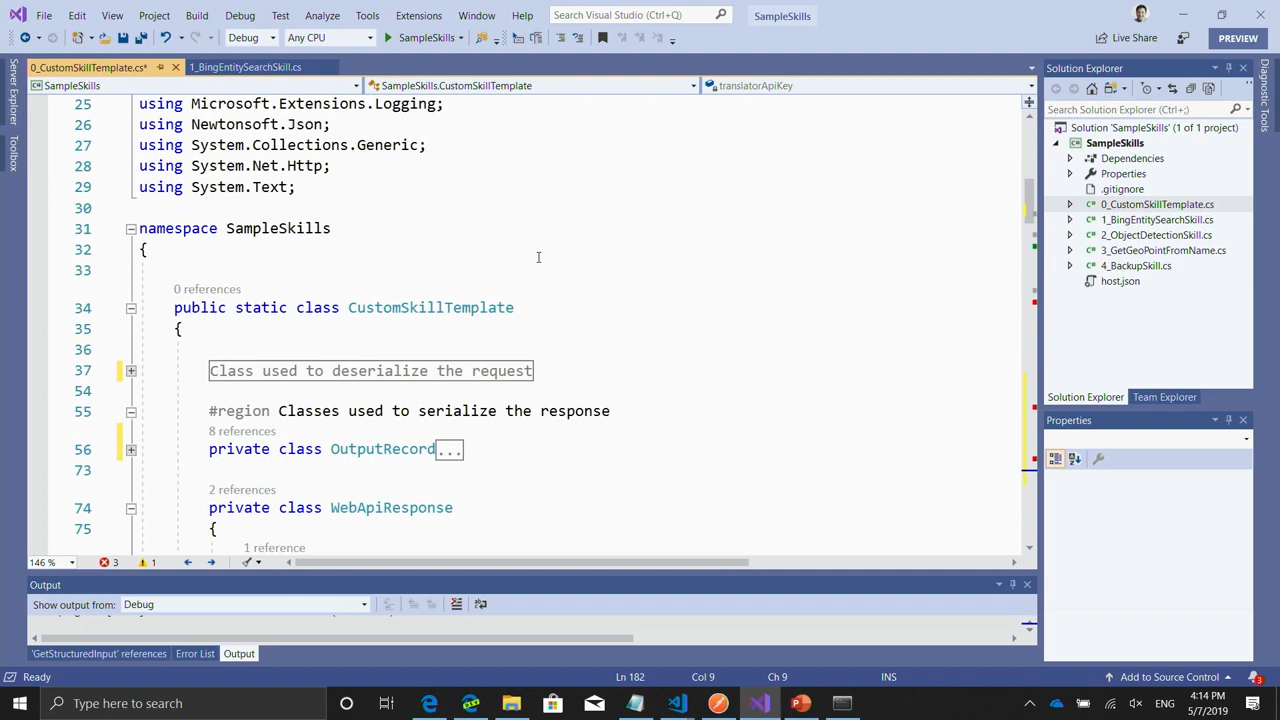 File Edit View Project Build Debug Test Analyze Tools Extensions Window Help Search Visual Studio (Ctrl+Q) SampleSkills
Debug Any CPU SampleSkills Live Share PREVIEW
0_CustomSkillTemplate.cs* 1_BingEntitySearchSkill.cs
SampleSkills SampleSkills.CustomSkillTemplate translatorApiKey
Server Explorer
Toolbox
25 using Microsoft.Extensions.Logging;
26 using Newtonsoft.Json;
27 using System.Collections.Generic;
28 using System.Net.Http;
29 using System.Text;
30
31 namespace SampleSkills
32 {
33
0 references
34 public static class CustomSkillTemplate
35 {
36
37 Class used to deserialize the request
54
55 #region Classes used to serialize the response
8 references
56 private class OutputRecord...
73
2 references
74 private class WebApiResponse
75 {
1 reference
146 % 3 1
Output
Show output from: Debug
'GetStructuredInput' references Error List Output
Solution Explorer
Search Solution Explorer (Ctrl+;)
Solution 'SampleSkills' (1 of 1 project)
SampleSkills
Dependencies
Properties
.gitignore
0_CustomSkillTemplate.cs
1_BingEntitySearchSkill.cs
2_ObjectDetectionSkill.cs
3_GetGeoPointFromName.cs
4_BackupSkill.cs
host.json
Solution Explorer Team Explorer
Properties
Diagnostic Tools
Ready Ln 182 Col 9 Ch 9 INS Add to Source Control 3
Type here to search ENG 4:14 PM
5/7/2019